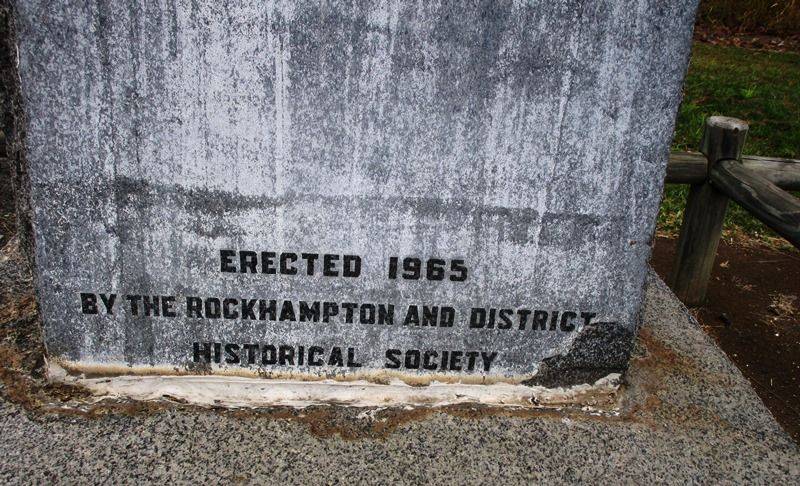 ERECTED 1965
BY THE ROCKHAMPTON AND DISTRICT
HISTORICAL SOCIETY